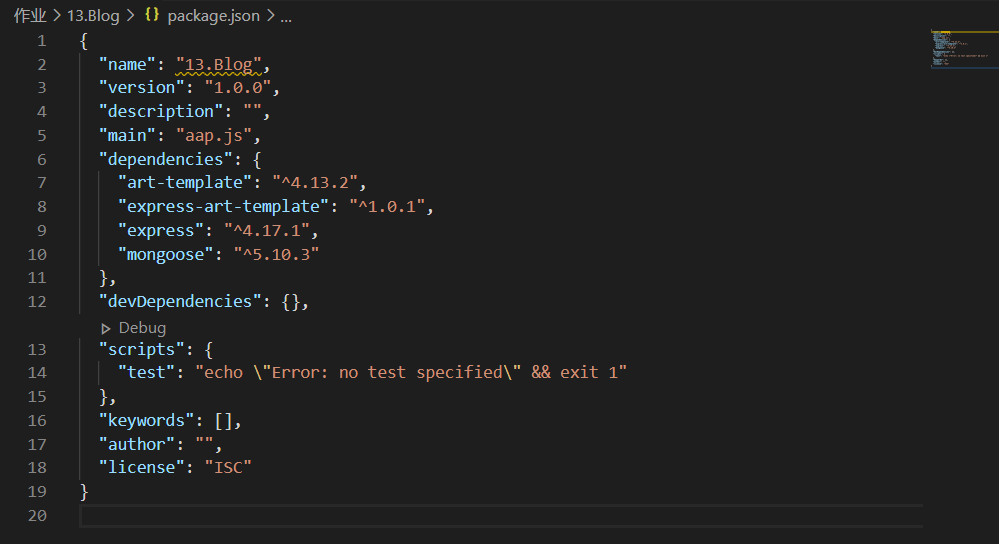 作业 > 13.Blog > {} package.json > ...
1 {
2 "name": "13.Blog",
3 "version": "1.0.0",
4 "description": "",
5 "main": "aap.js",
6 "dependencies": {
7 "art-template": "^4.13.2",
8 "express-art-template": "^1.0.1",
9 "express": "^4.17.1",
10 "mongoose": "^5.10.3"
11 },
12 "devDependencies": {},
Debug
13 "scripts": {
14 "test": "echo \"Error: no test specified\" && exit 1"
15 },
16 "keywords": [],
17 "author": "",
18 "license": "ISC"
19 }
20